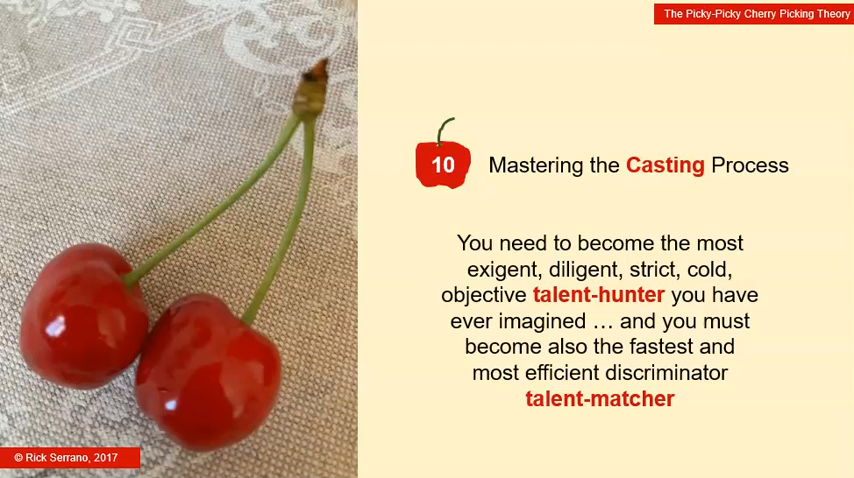 The Picky-Picky Cherry Picking Theory
10 Mastering the Casting Process
You need to become the most
exigent, diligent, strict, cold,
objective talent-hunter you have
ever imagined … and you must
become also the fastest and
most efficient discriminator
talent-matcher
© Rick Serrano, 2017